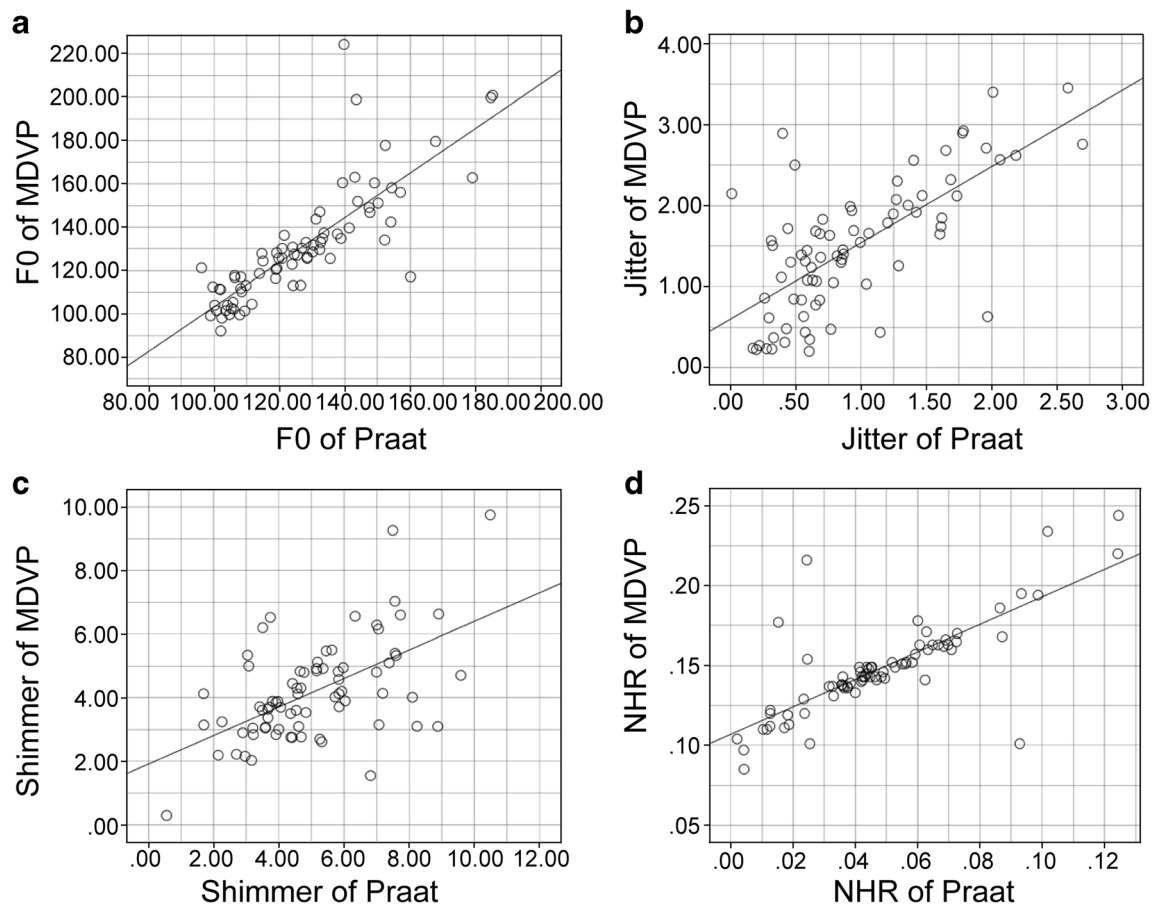 a
F0 of MDVP
220.00
200.00
180.00
160.00
140.00
120.00
100.00
80.00
80.00 100.00 120.00 140.00 160.00 180.00 200.00
F0 of Praat
b
Jitter of MDVP
4.00
3.00
2.00
1.00
.00
.00 .50 1.00 1.50 2.00 2.50 3.00
Jitter of Praat
c
Shimmer of MDVP
10.00
8.00
6.00
4.00
2.00
.00
.00 2.00 4.00 6.00 8.00 10.00 12.00
Shimmer of Praat
d
NHR of MDVP
.25
.20
.15
.10
.05
.00 .02 .04 .06 .08 .10 .12
NHR of Praat